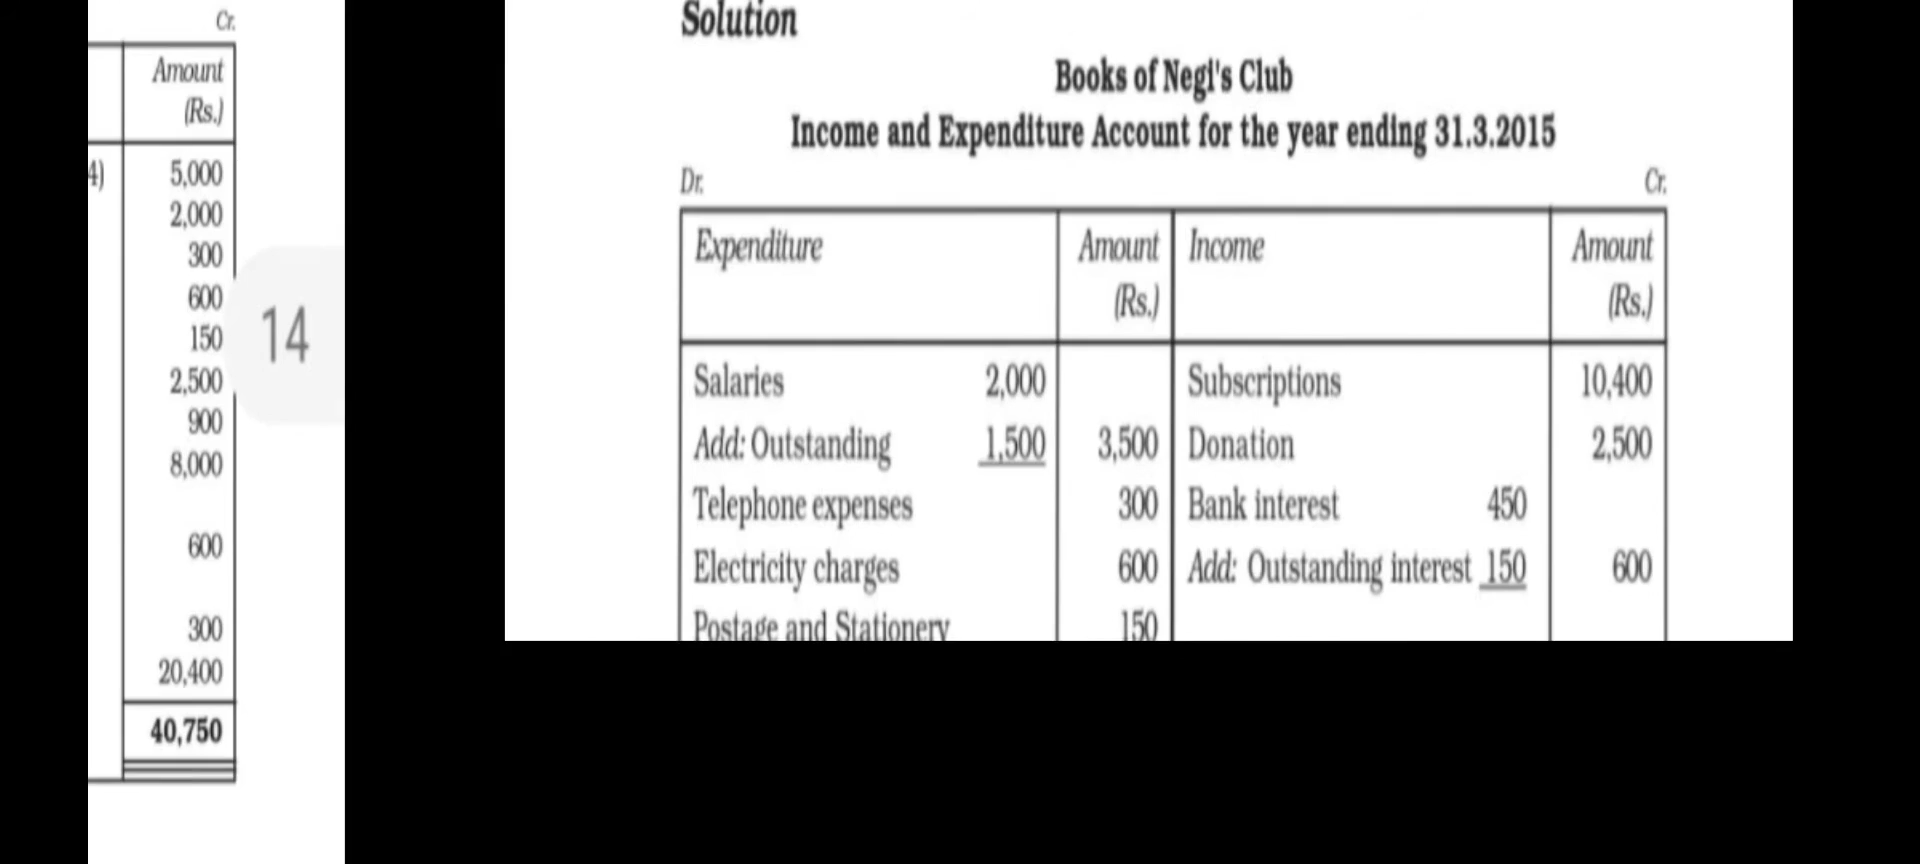 Cr.
Amount
(Rs.)
4) 5,000
2,000
300
600
150
2,500
900
8,000
600
300
20,400
40,750
14
Solution
Books of Negi's Club
Income and Expenditure Account for the year ending 31.3.2015
Dr. Cr.
Expenditure Amount Income Amount
(Rs.) (Rs.)
Salaries 2,000 Subscriptions 10,400
Add: Outstanding 1,500 3,500 Donation 2,500
Telephone expenses 300 Bank interest 450
Electricity charges 600 Add: Outstanding interest 150 600
Postage and Stationery 150